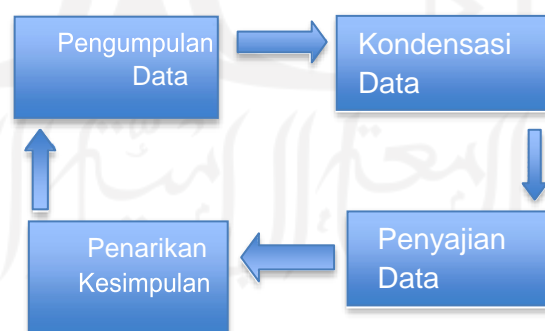 Pengumpulan
Data
Kondensasi
Data
Penyajian
Data
Penarikan
Kesimpulan